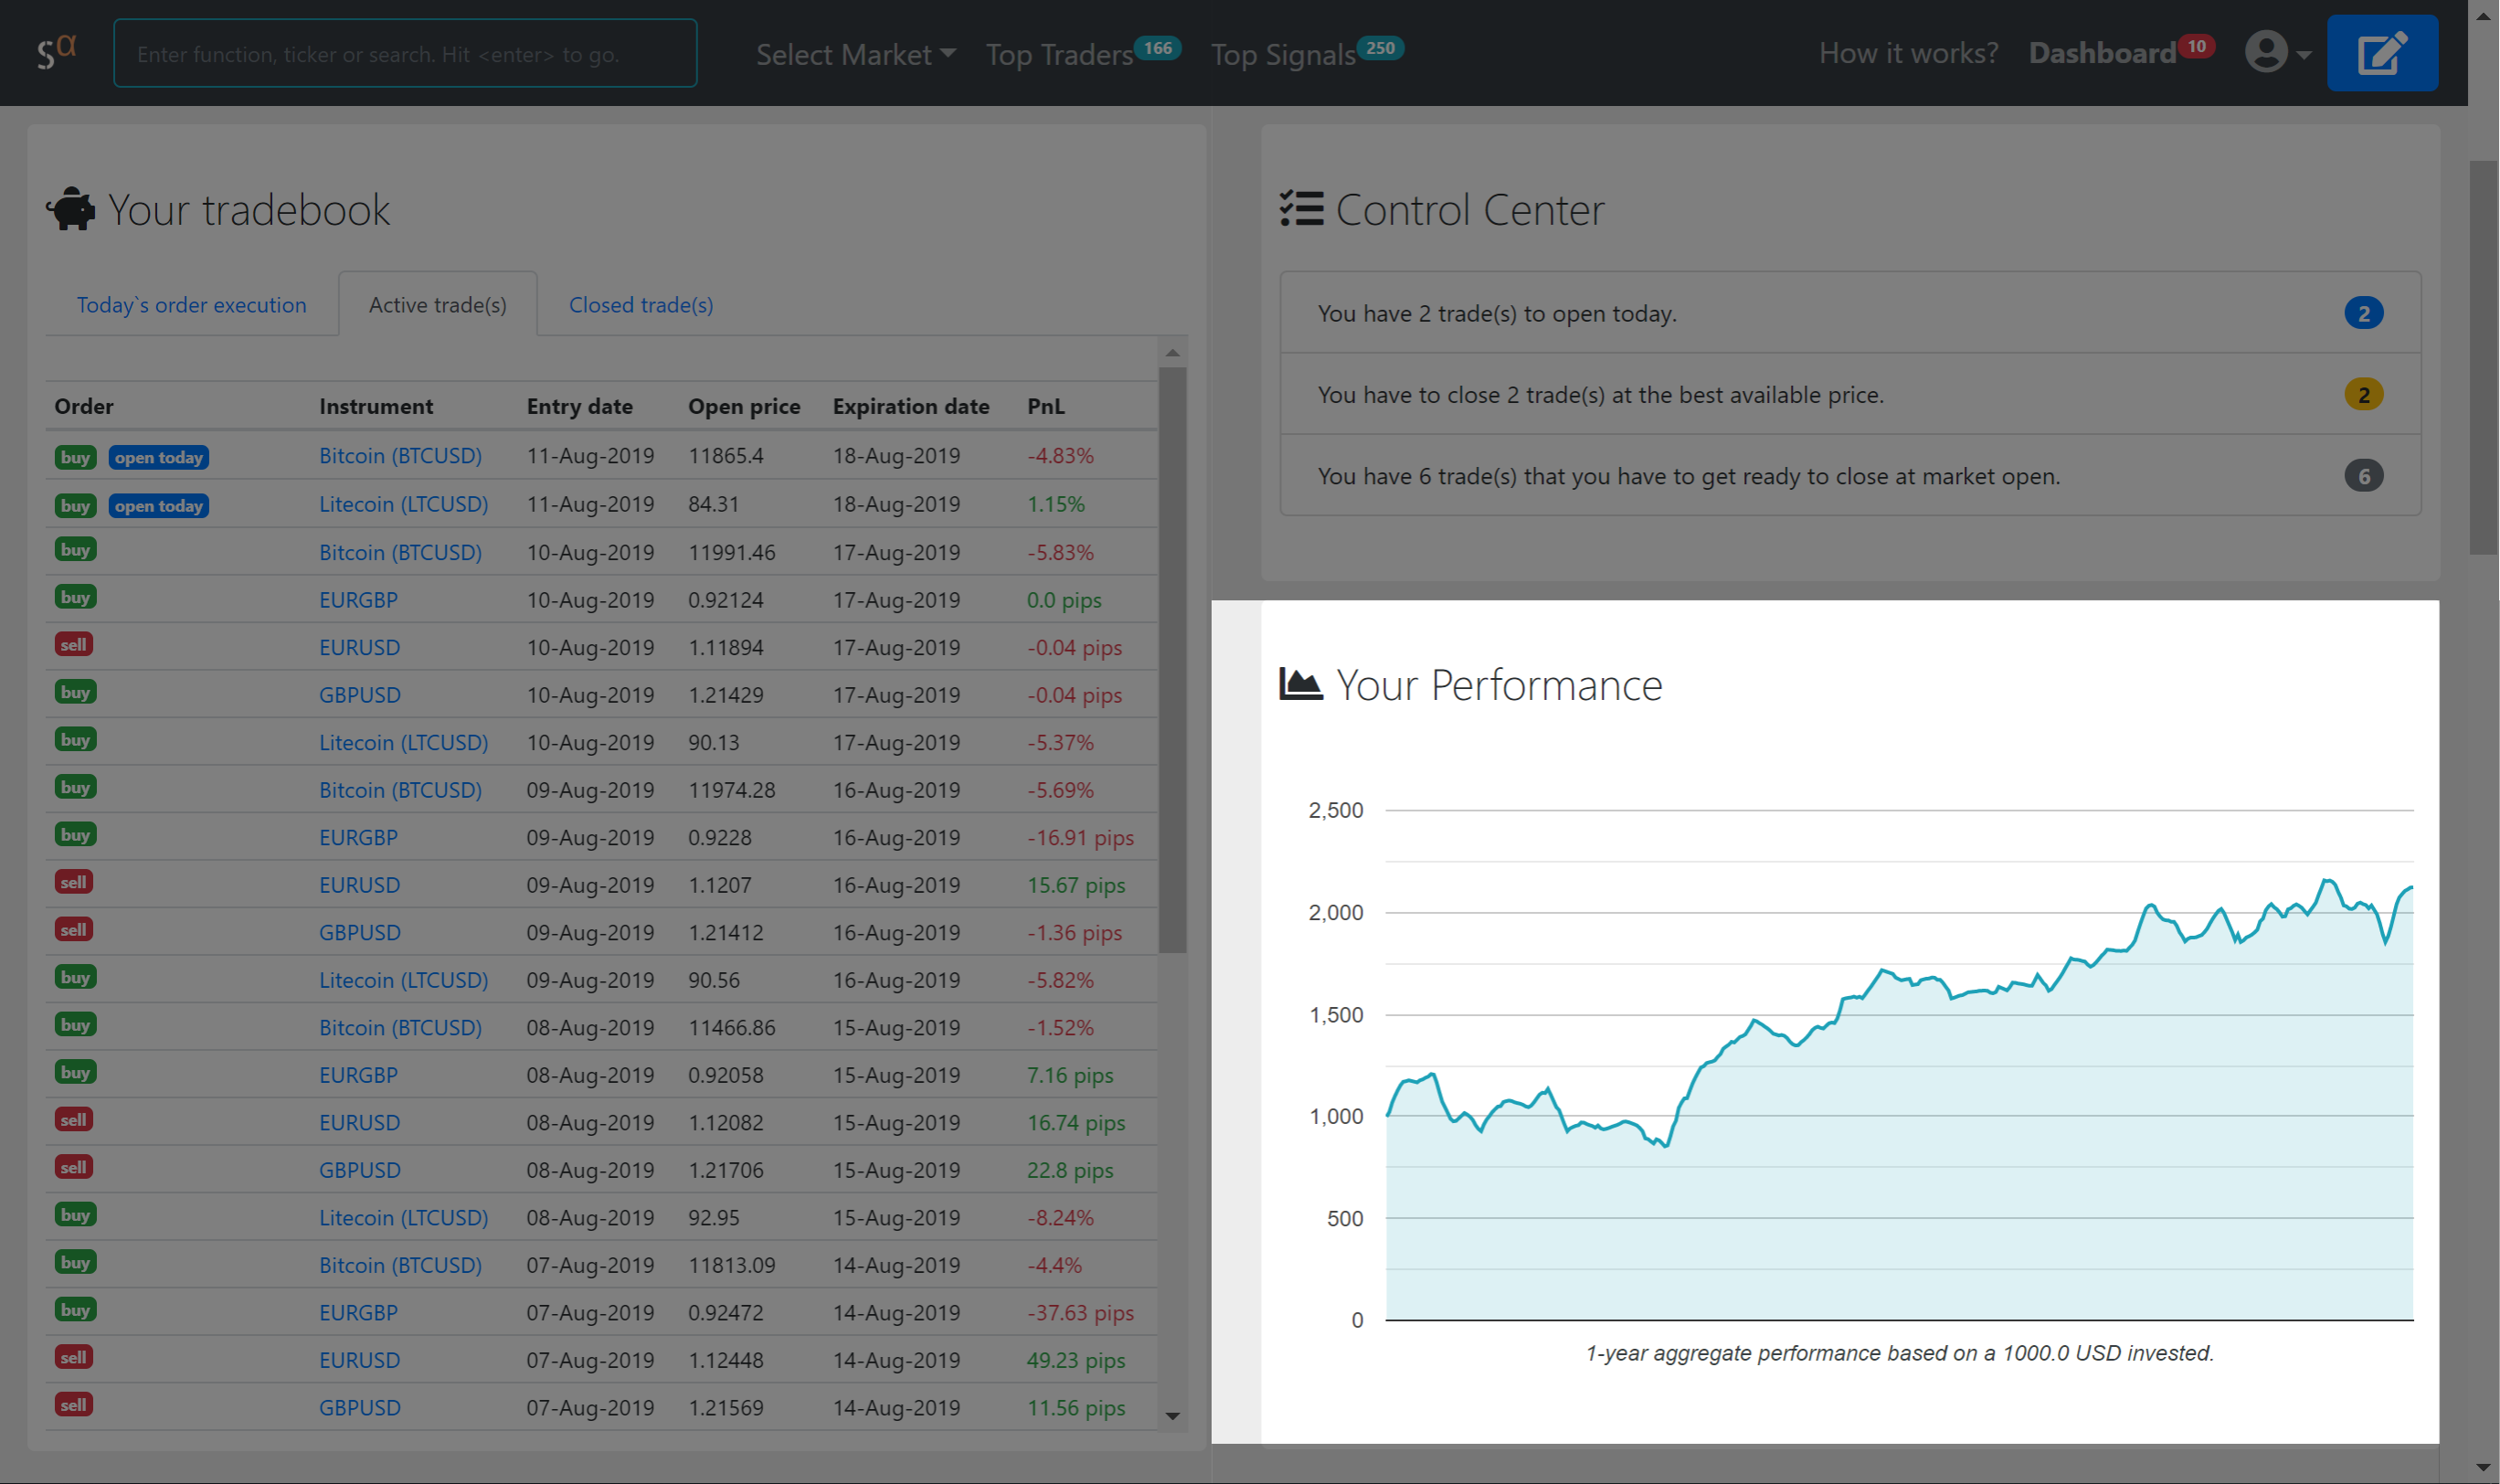 sα
Enter function, ticker or search. Hit <enter> to go.
Select Market
Top Traders 166
Top Signals 250
How it works?
Dashboard 10
Your tradebook
Today`s order execution
Active trade(s)
Closed trade(s)
Order Instrument Entry date Open price Expiration date PnL
buy open today Bitcoin (BTCUSD) 11-Aug-2019 11865.4 18-Aug-2019 -4.83%
buy open today Litecoin (LTCUSD) 11-Aug-2019 84.31 18-Aug-2019 1.15%
buy Bitcoin (BTCUSD) 10-Aug-2019 11991.46 17-Aug-2019 -5.83%
buy EURGBP 10-Aug-2019 0.92124 17-Aug-2019 0.0 pips
sell EURUSD 10-Aug-2019 1.11894 17-Aug-2019 -0.04 pips
buy GBPUSD 10-Aug-2019 1.21429 17-Aug-2019 -0.04 pips
buy Litecoin (LTCUSD) 10-Aug-2019 90.13 17-Aug-2019 -5.37%
buy Bitcoin (BTCUSD) 09-Aug-2019 11974.28 16-Aug-2019 -5.69%
buy EURGBP 09-Aug-2019 0.9228 16-Aug-2019 -16.91 pips
sell EURUSD 09-Aug-2019 1.1207 16-Aug-2019 15.67 pips
sell GBPUSD 09-Aug-2019 1.21412 16-Aug-2019 -1.36 pips
buy Litecoin (LTCUSD) 09-Aug-2019 90.56 16-Aug-2019 -5.82%
buy Bitcoin (BTCUSD) 08-Aug-2019 11466.86 15-Aug-2019 -1.52%
buy EURGBP 08-Aug-2019 0.92058 15-Aug-2019 7.16 pips
sell EURUSD 08-Aug-2019 1.12082 15-Aug-2019 16.74 pips
sell GBPUSD 08-Aug-2019 1.21706 15-Aug-2019 22.8 pips
buy Litecoin (LTCUSD) 08-Aug-2019 92.95 15-Aug-2019 -8.24%
buy Bitcoin (BTCUSD) 07-Aug-2019 11813.09 14-Aug-2019 -4.4%
buy EURGBP 07-Aug-2019 0.92472 14-Aug-2019 -37.63 pips
sell EURUSD 07-Aug-2019 1.12448 14-Aug-2019 49.23 pips
sell GBPUSD 07-Aug-2019 1.21569 14-Aug-2019 11.56 pips
Control Center
You have 2 trade(s) to open today. 2
You have to close 2 trade(s) at the best available price. 2
You have 6 trade(s) that you have to get ready to close at market open. 6
Your Performance
2,500
2,000
1,500
1,000
500
0
1-year aggregate performance based on a 1000.0 USD invested.